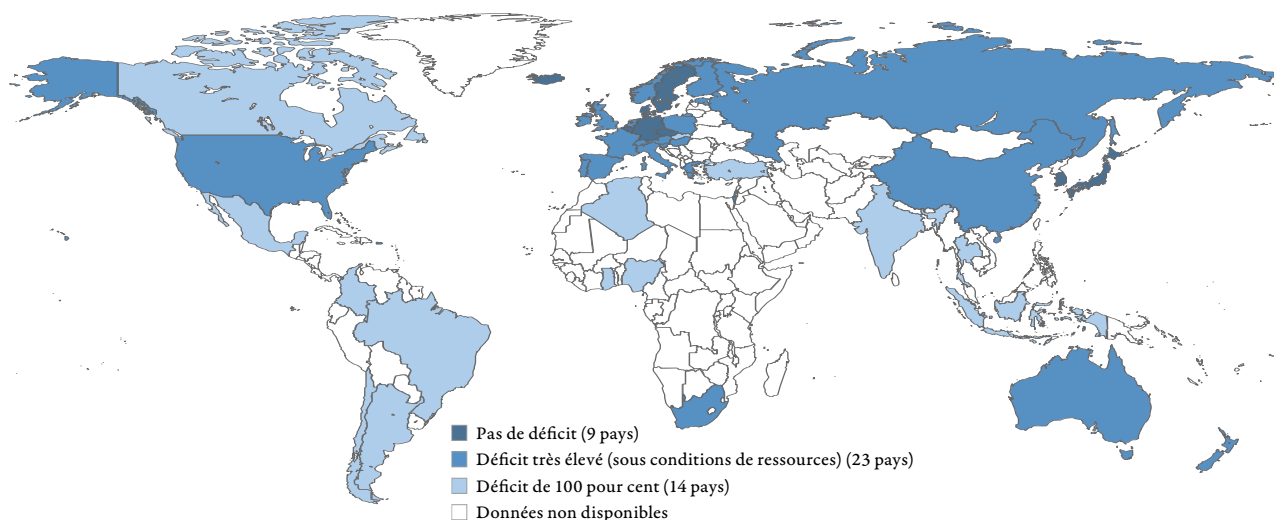 Pas de déficit (9 pays)
Déficit très élevé (sous conditions de ressources) (23 pays)
Déficit de 100 pour cent (14 pays)
Données non disponibles